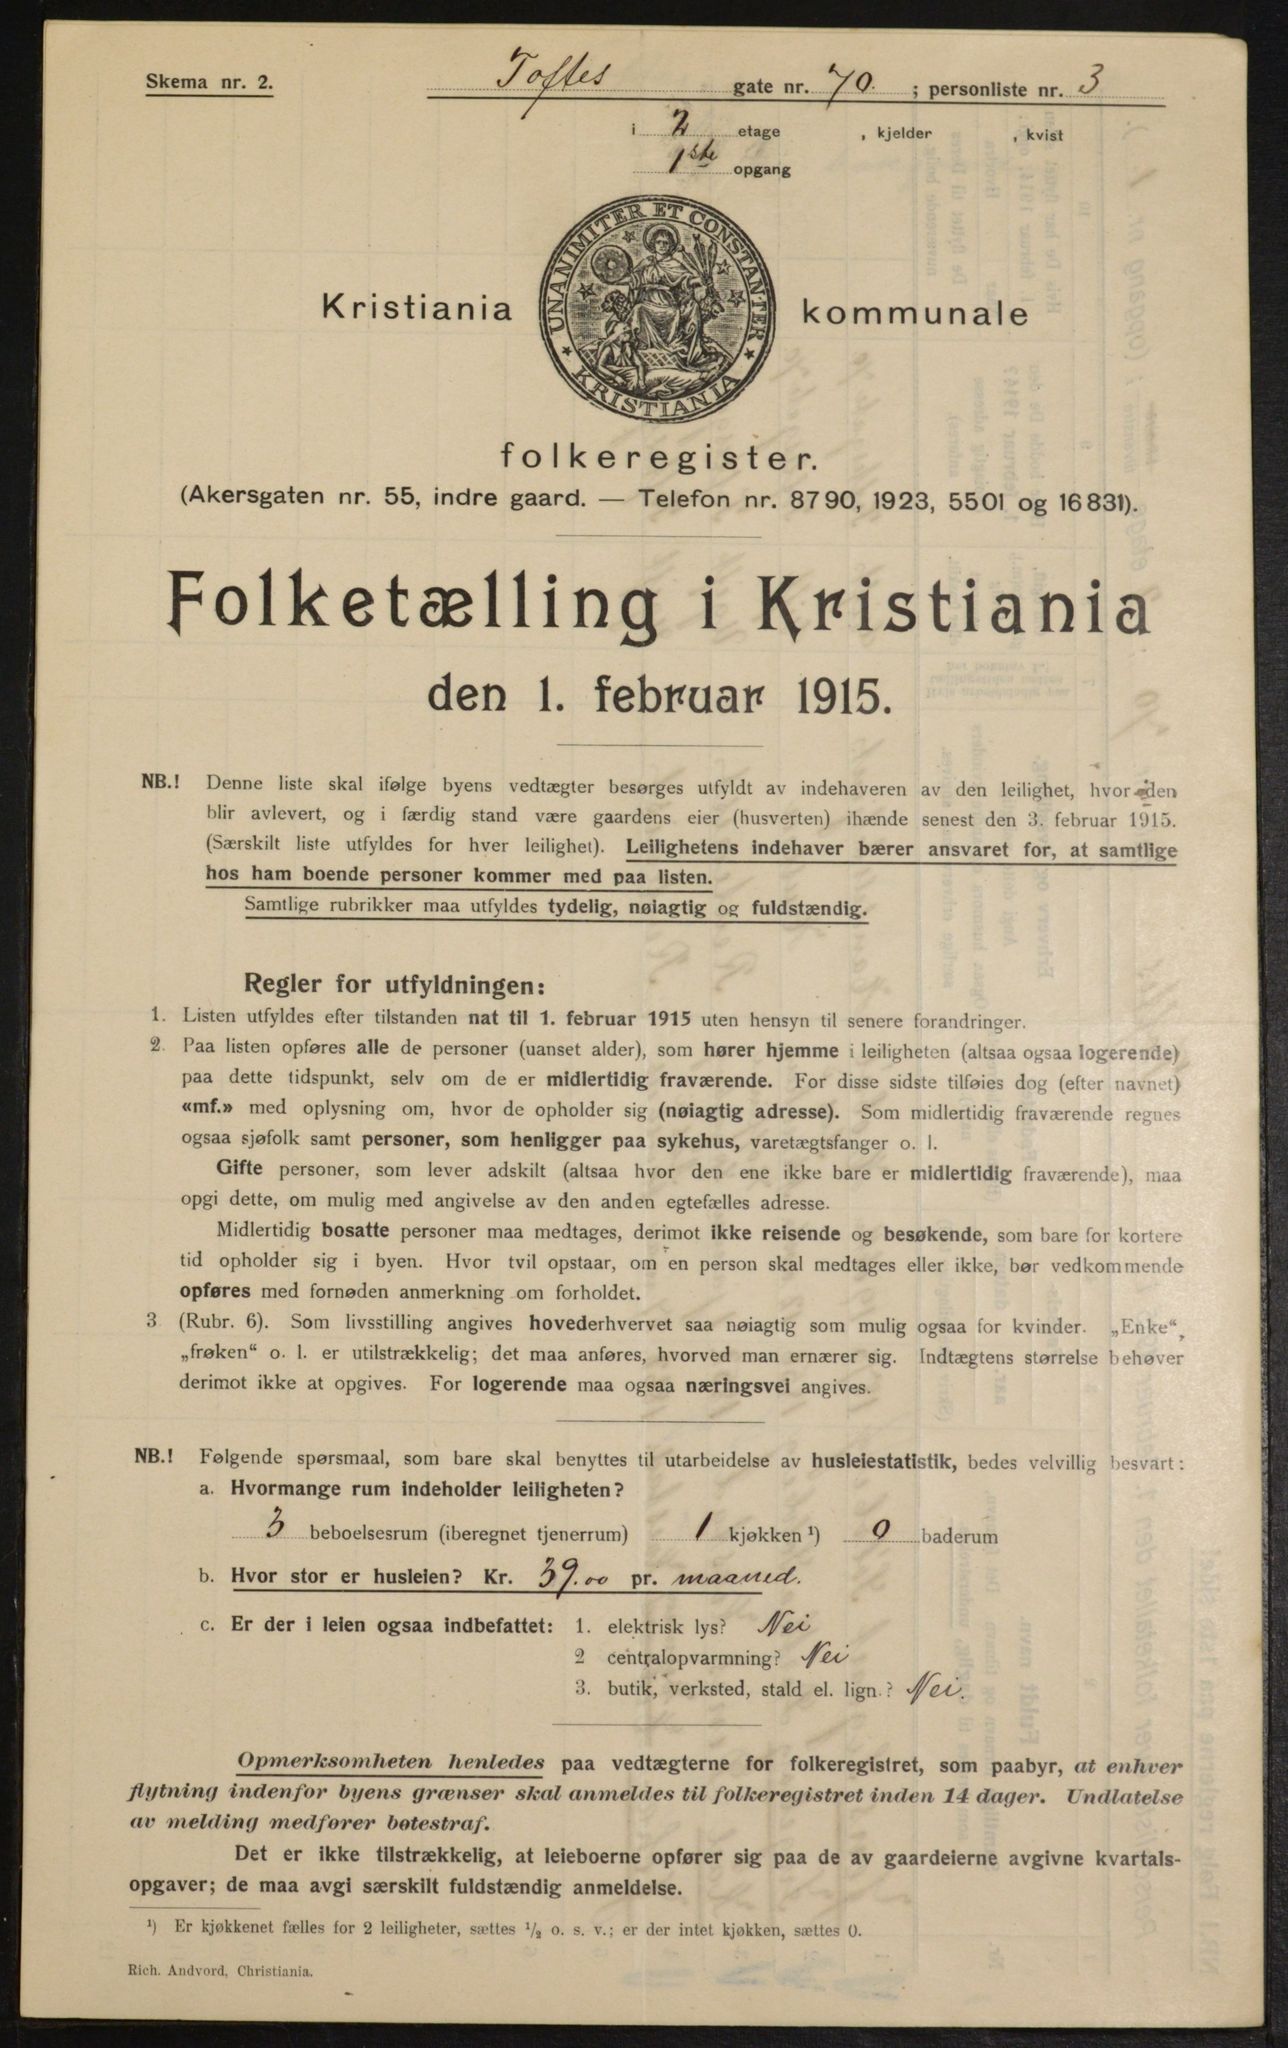 Skema nr. 2. Toftes gate nr. 70. ; personliste nr. 3
i 2 etage , kjelder , kvist
1ste opgang
UNANIMITER ET CONSTANTER
KRISTIANIA
Kristiania kommunale
folkeregister.
(Akersgaten nr. 55, indre gaard. — Telefon nr. 8790, 1923, 5501 og 16831).
Folketælling i Kristiania
den 1. februar 1915.
NB.! Denne liste skal ifølge byens vedtægter besørges utfyldt av indehaveren av den leilighet, hvor den
blir avlevert, og i færdig stand være gaardens eier (husverten) ihænde senest den 3. februar 1915.
(Særskilt liste utfyldes for hver leilighet). Leilighetens indehaver bærer ansvaret for, at samtlige
hos ham boende personer kommer med paa listen.
Samtlige rubrikker maa utfyldes tydelig, nøiagtig og fuldstændig.
Regler for utfyldningen:
1. Listen utfyldes efter tilstanden nat til 1. februar 1915 uten hensyn til senere forandringer.
2. Paa listen opføres alle de personer (uanset alder), som hører hjemme i leiligheten (altsaa ogsaa logerende)
paa dette tidspunkt, selv om de er midlertidig fraværende. For disse sidste tilføies dog (efter navnet)
«mf.» med oplysning om, hvor de opholder sig (nøiagtig adresse). Som midlertidig fraværende regnes
ogsaa sjøfolk samt personer, som henligger paa sykehus, varetægtsfanger o. l.
Gifte personer, som lever adskilt (altsaa hvor den ene ikke bare er midlertidig fraværende), maa
opgi dette, om mulig med angivelse av den anden egtefælles adresse.
Midlertidig bosatte personer maa medtages, derimot ikke reisende og besøkende, som bare for kortere
tid opholder sig i byen. Hvor tvil opstaar, om en person skal medtages eller ikke, bør vedkommende
opføres med fornøden anmerkning om forholdet.
3 (Rubr. 6). Som livsstilling angives hovederhvervet saa nøiagtig som mulig ogsaa for kvinder. „Enke“,
„frøken“ o. l. er utilstrækkelig; det maa anføres, hvorved man ernærer sig. Indtægtens størrelse behøver
derimot ikke at opgives. For logerende maa ogsaa næringsvei angives.
NB.! Følgende spørsmaal, som bare skal benyttes til utarbeidelse av husleiestatistik, bedes velvillig besvart:
a. Hvormange rum indeholder leiligheten?
3 beboelsesrum (iberegnet tjenerrum) 1 kjøkken ¹) 0 baderum
b. Hvor stor er husleien? Kr. 39.00 pr. maaned.
c. Er der i leien ogsaa indbefattet: 1. elektrisk lys? Nei
2 centralopvarmning? Nei
3. butik, verksted, stald el. lign.? Nei.
Opmerksomheten henledes paa vedtægterne for folkeregistret, som paabyr, at enhver
flytning indenfor byens grænser skal anmeldes til folkeregistret inden 14 dager. Undlatelse
av melding medfører bøtestraf.
Det er ikke tilstrækkelig, at leieboerne opfører sig paa de av gaardeierne avgivne kvartals-
opgaver; de maa avgi særskilt fuldstændig anmeldelse.
¹) Er kjøkkenet fælles for 2 leiligheter, sættes ½ o. s. v.; er der intet kjøkken, sættes 0.
Rich. Andvord, Christiania.